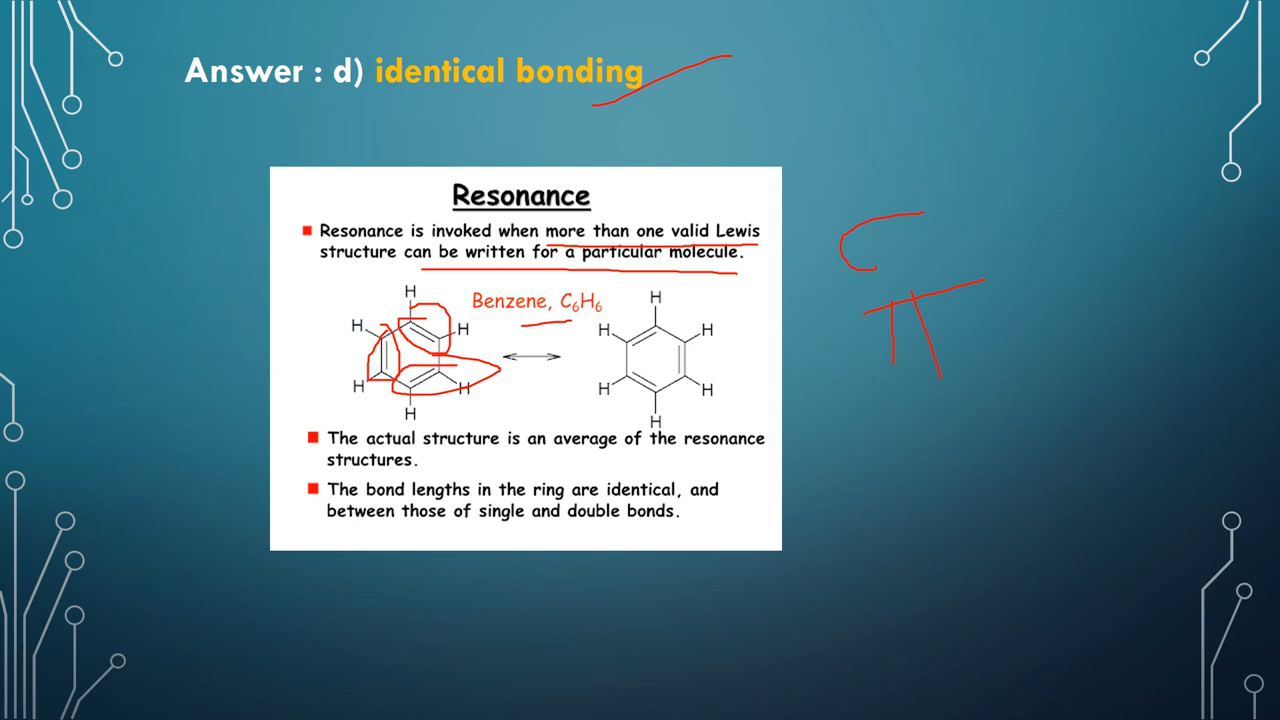 Answer : d) identical bonding
Resonance
Resonance is invoked when more than one valid Lewis
structure can be written for a particular molecule.
Benzene, C₆H₆
H
H
H
H
H
H
H
H
H
H
H
H
The actual structure is an average of the resonance
structures.
The bond lengths in the ring are identical, and
between those of single and double bonds.
π